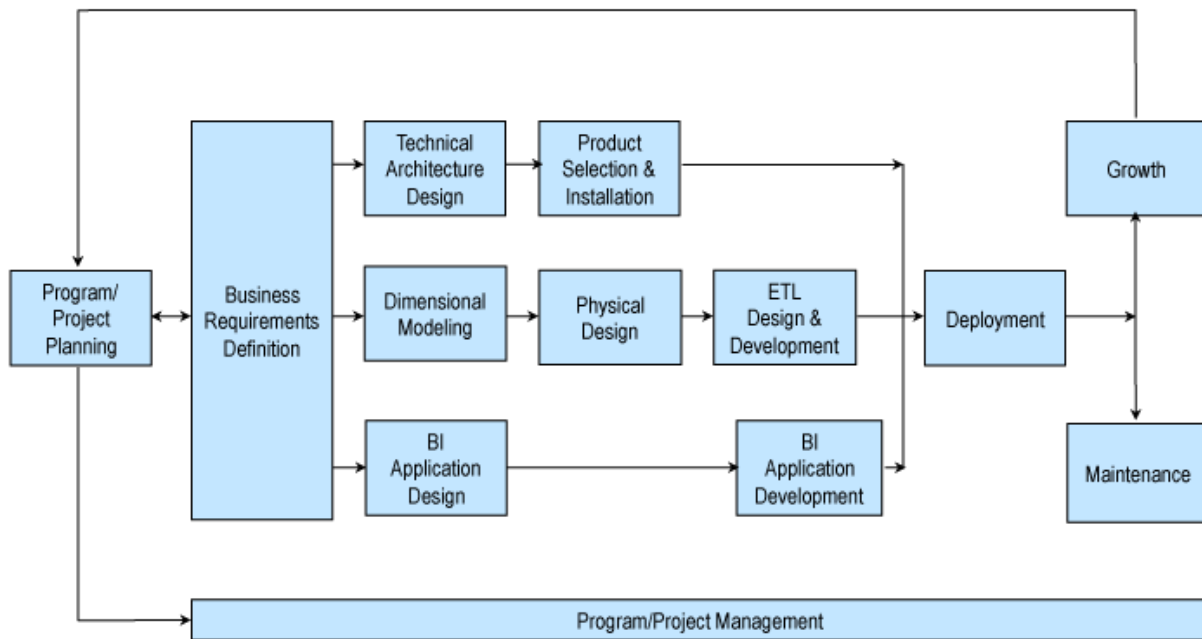 Technical
Architecture
Design
Product
Selection &
Installation
Growth
Program/
Project
Planning
Business
Requirements
Definition
Dimensional
Modeling
Physical
Design
ETL
Design &
Development
Deployment
BI
Application
Design
BI
Application
Development
Maintenance
Program/Project Management